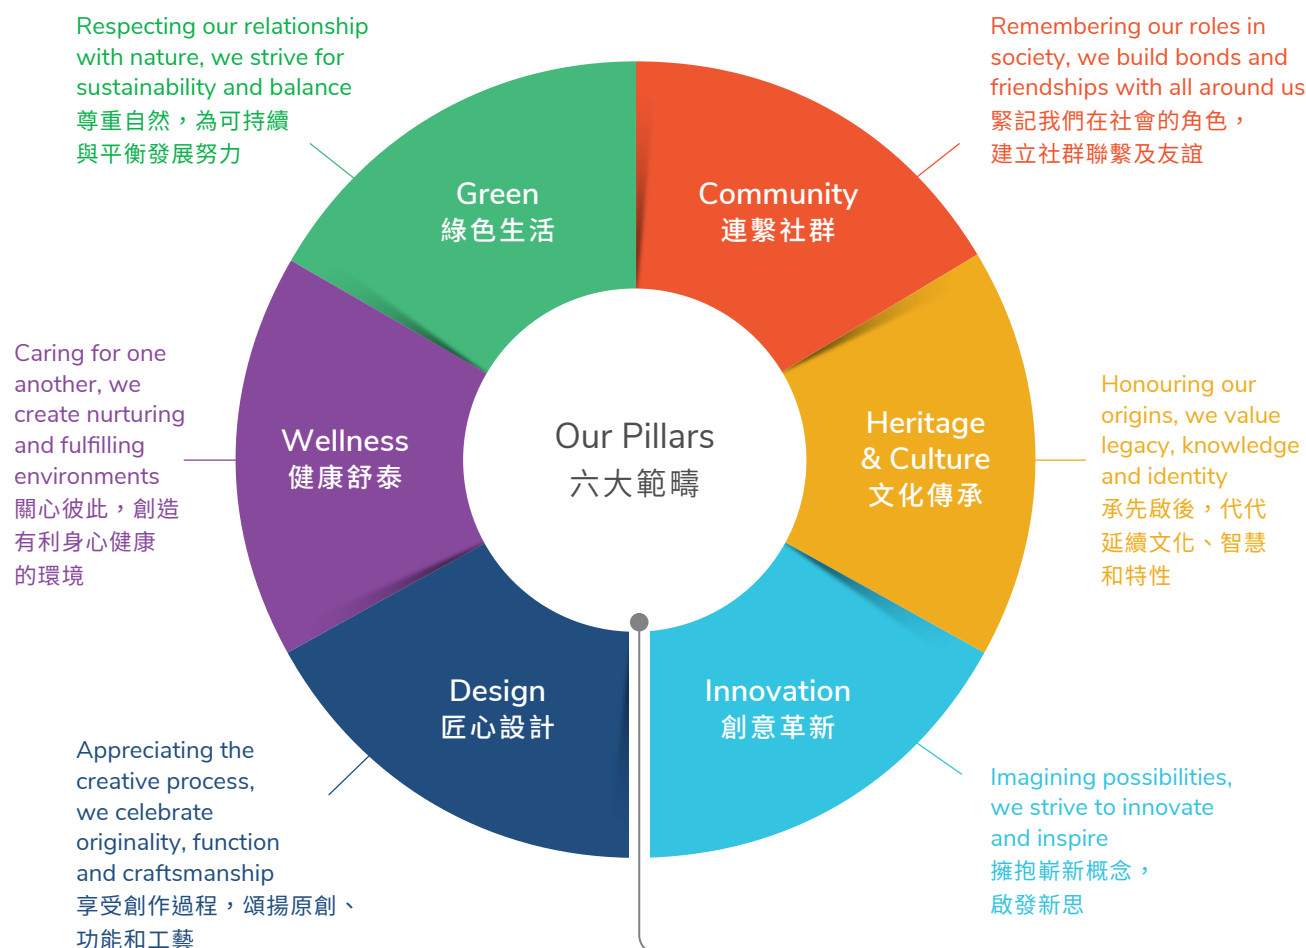 Respecting our relationship
with nature, we strive for
sustainability and balance
尊重自然，為可持續
與平衡發展努力
Remembering our roles in
society, we build bonds and
friendships with all around us
緊記我們在社會的角色，
建立社群聯繫及友誼
Green
綠色生活
Community
連繫社群
Caring for one
another, we
create nurturing
and fulfilling
environments
關心彼此，創造
有利身心健康
的環境
Wellness
健康舒泰
Our Pillars
六大範疇
Heritage
& Culture
文化傳承
Honouring our
origins, we value
legacy, knowledge
and identity
承先啟後，代代
延續文化、智慧
和特性
Design
匠心設計
Innovation
創意革新
Appreciating the
creative process,
we celebrate
originality, function
and craftsmanship
享受創作過程，頌揚原創、
功能和工藝
Imagining possibilities,
we strive to innovate
and inspire
擁抱嶄新概念，
啟發新思